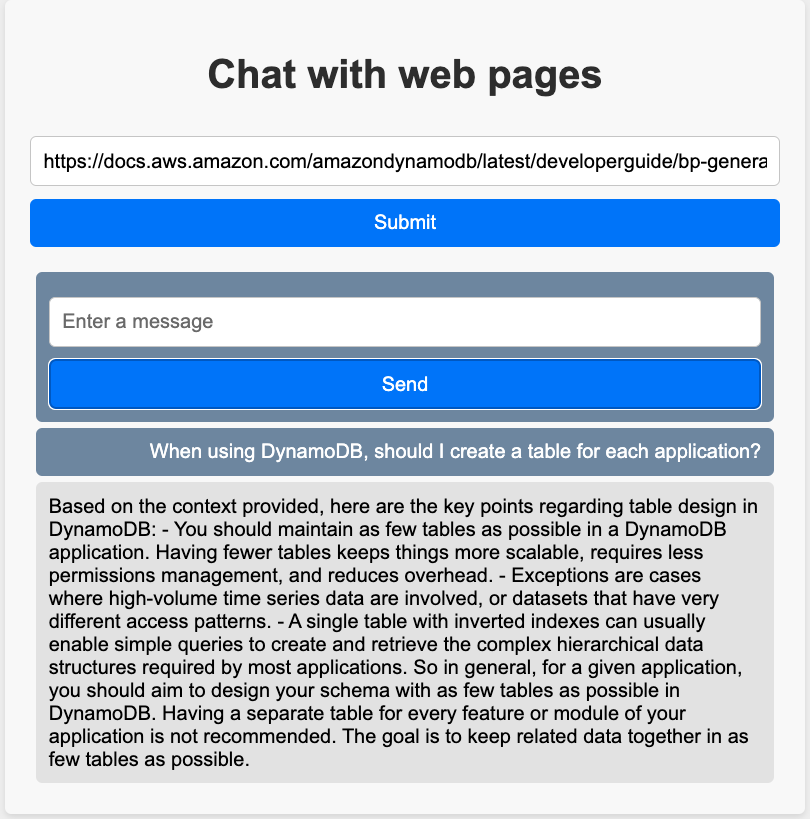 Chat with web pages
https://docs.aws.amazon.com/amazondynamodb/latest/developerguide/bp-genera
Submit
Enter a message
Send
When using DynamoDB, should I create a table for each application?
Based on the context provided, here are the key points regarding table design in
DynamoDB: - You should maintain as few tables as possible in a DynamoDB
application. Having fewer tables keeps things more scalable, requires less
permissions management, and reduces overhead. - Exceptions are cases
where high-volume time series data are involved, or datasets that have very
different access patterns. - A single table with inverted indexes can usually
enable simple queries to create and retrieve the complex hierarchical data
structures required by most applications. So in general, for a given application,
you should aim to design your schema with as few tables as possible in
DynamoDB. Having a separate table for every feature or module of your
application is not recommended. The goal is to keep related data together in as
few tables as possible.